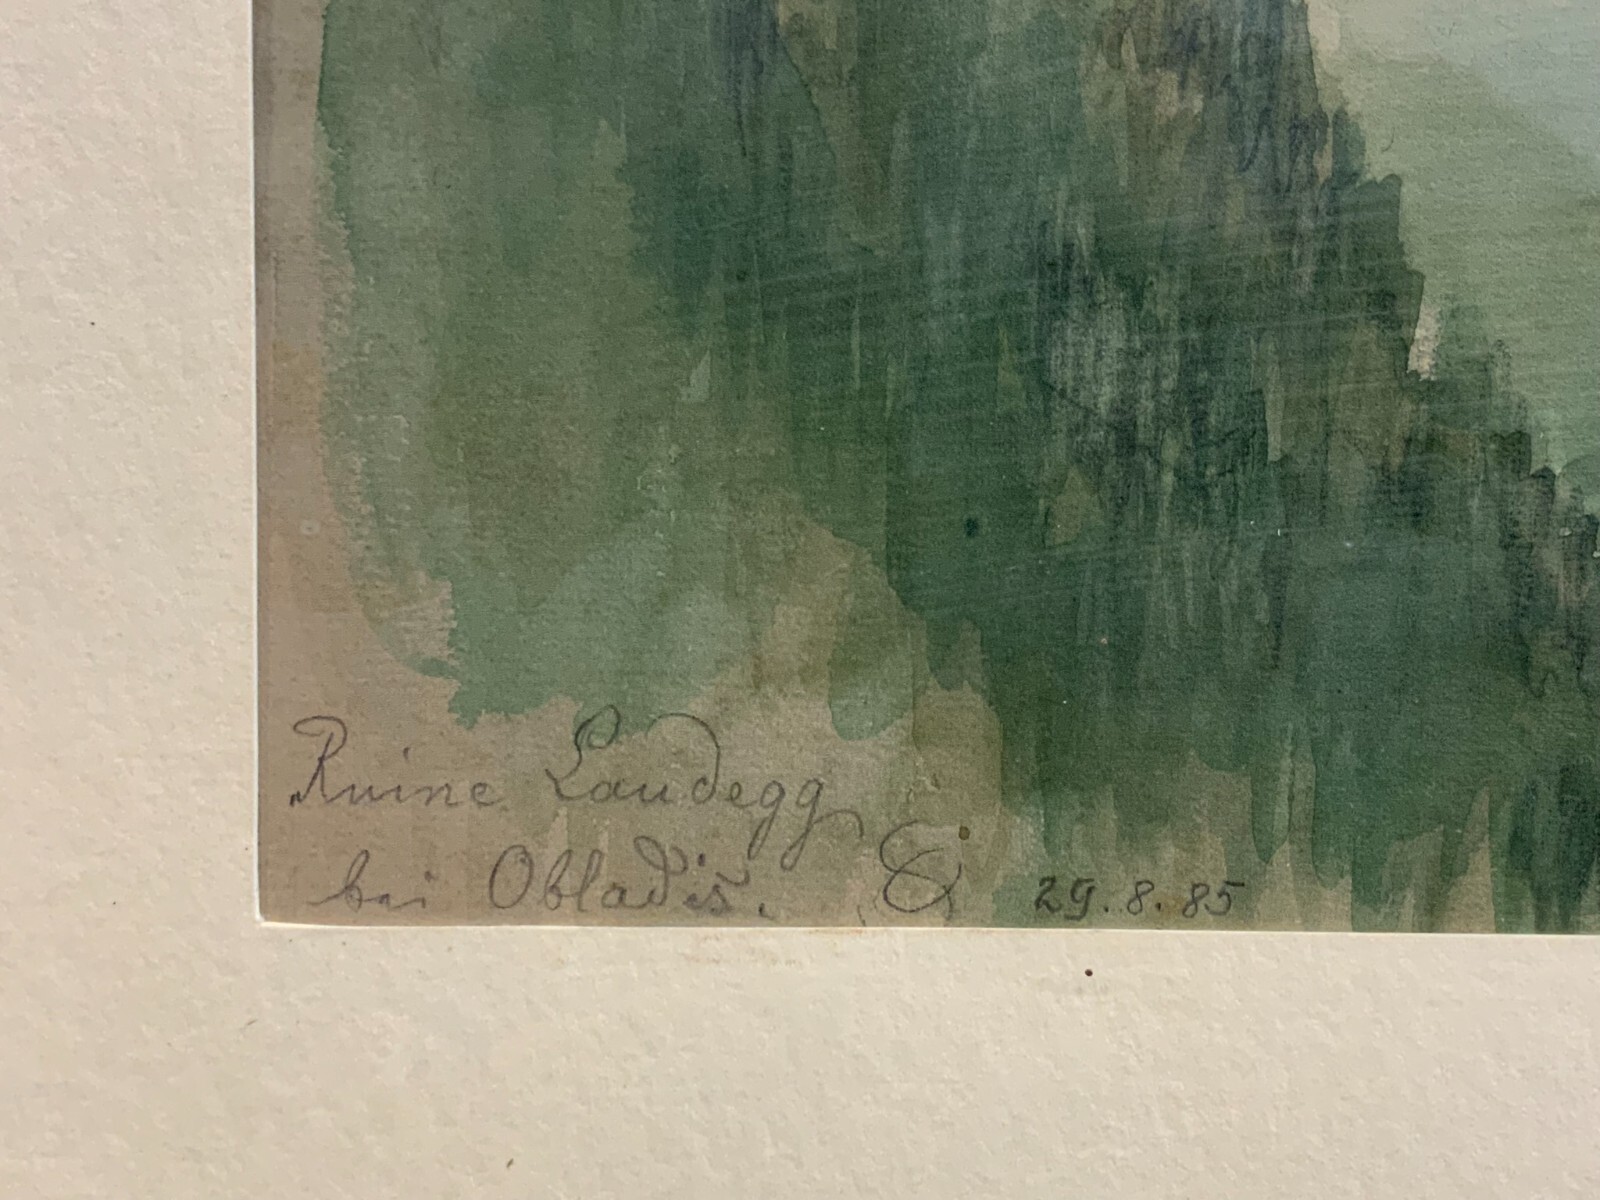 Ruine Laudegg
bei Obladis. 29.8.85